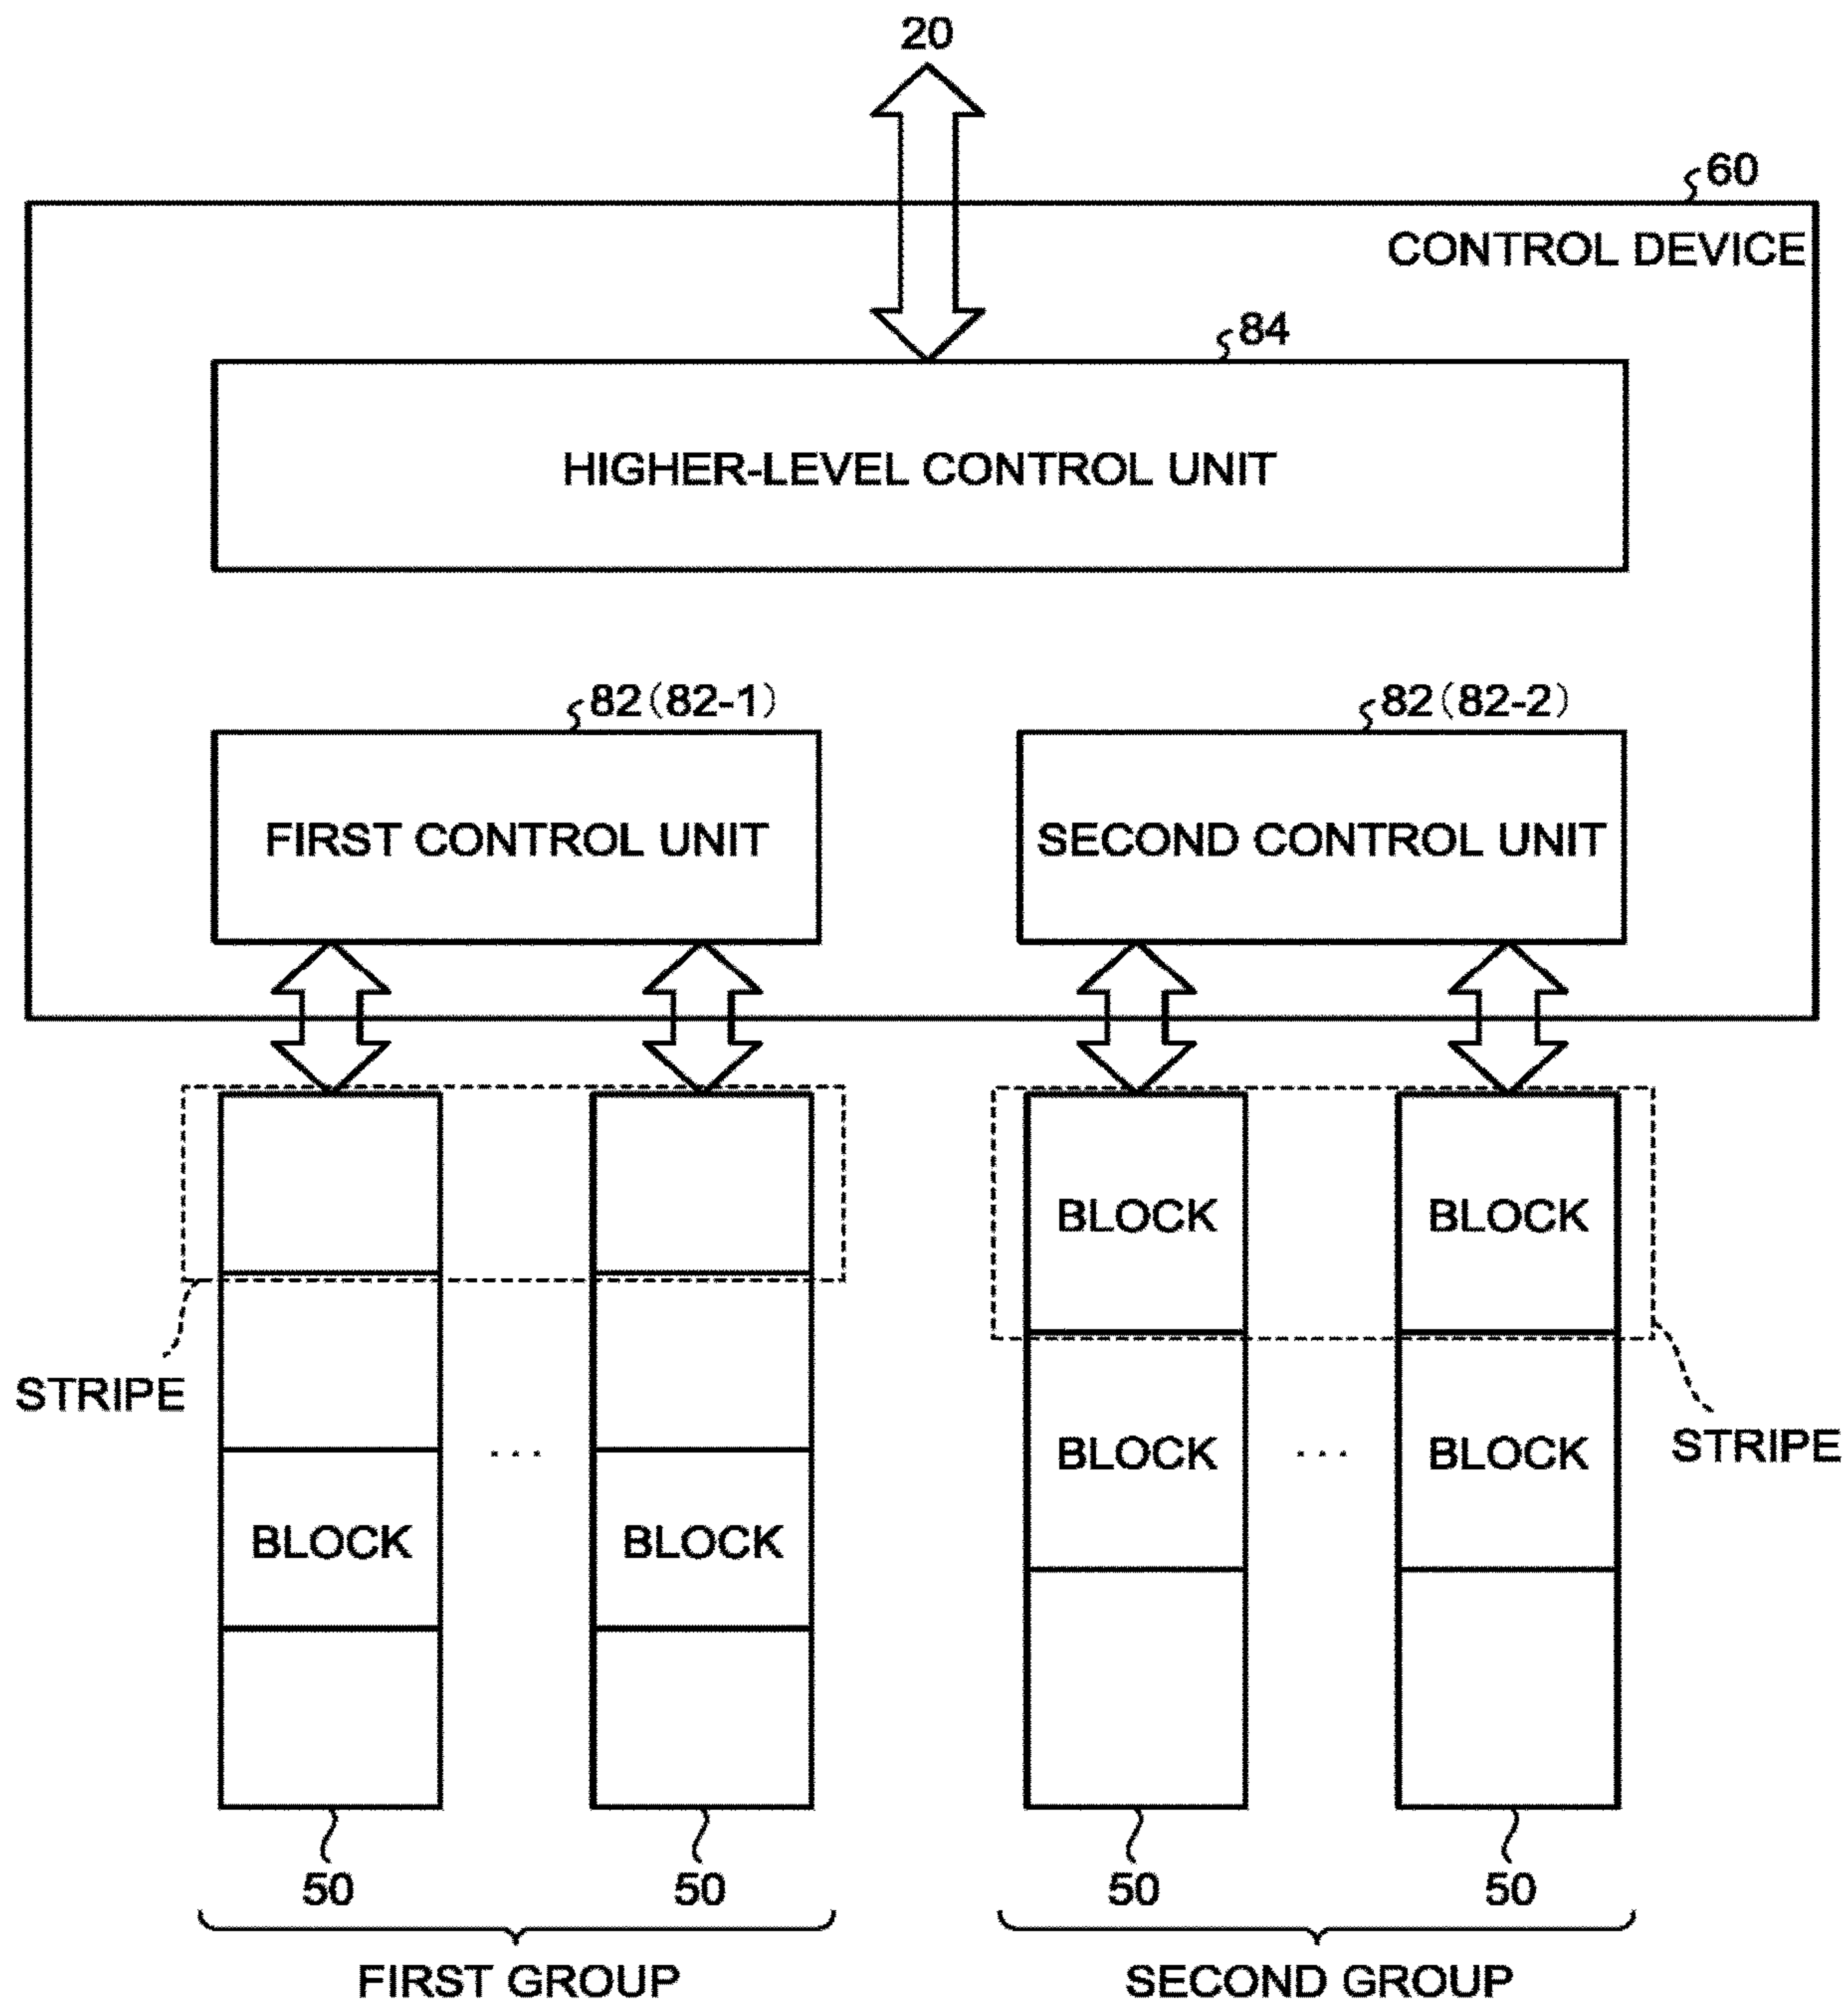 20
60
CONTROL DEVICE
84
HIGHER-LEVEL CONTROL UNIT
82(82-1)
82(82-2)
FIRST CONTROL UNIT
SECOND CONTROL UNIT
BLOCK
BLOCK
STRIPE
...
BLOCK
...
BLOCK
STRIPE
BLOCK
BLOCK
50
50
50
50
FIRST GROUP
SECOND GROUP